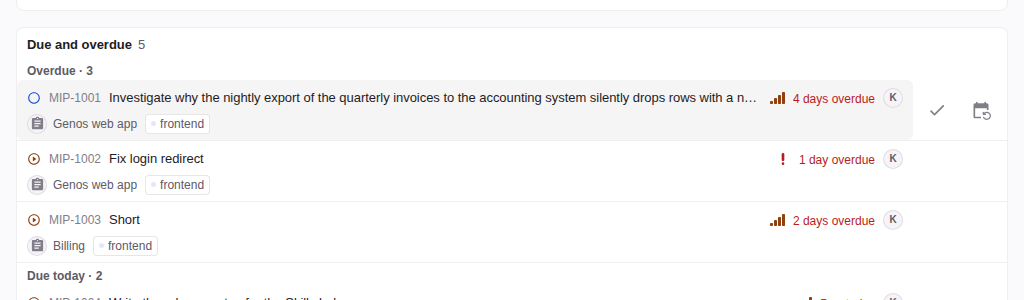 Due and overdue 5
Overdue · 3
MIP-1001 Investigate why the nightly export of the quarterly invoices to the accounting system silently drops rows with a n… 4 days overdue K
Genos web app frontend
MIP-1002 Fix login redirect 1 day overdue K
Genos web app frontend
MIP-1003 Short 2 days overdue K
Billing frontend
Due today · 2